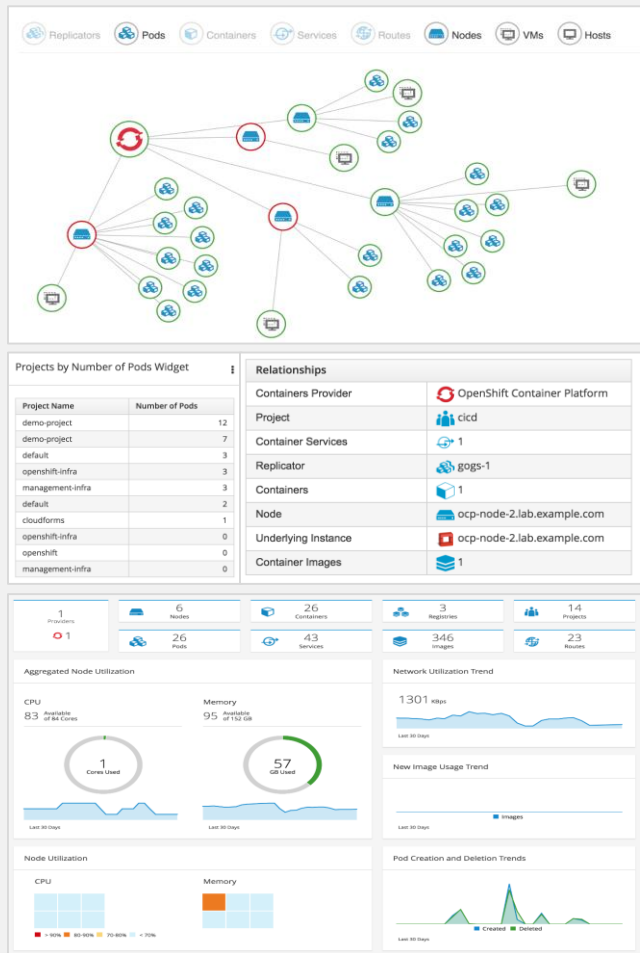 Replicators Pods Containers Services Routes Nodes VMs Hosts
Projects by Number of Pods Widget
Project Name Number of Pods
demo-project 12
demo-project 7
default 3
openshift-infra 3
management-infra 3
default 2
cloudforms 1
openshift-infra 0
openshift 0
management-infra 0
Relationships
Containers Provider OpenShift Container Platform
Project cicd
Container Services 1
Replicator gogs-1
Containers 1
Node ocp-node-2.lab.example.com
Underlying Instance ocp-node-2.lab.example.com
Container Images 1
1
Providers
1
6
Nodes
26
Containers
3
Registries
14
Projects
26
Pods
43
Services
346
Images
23
Routes
Aggregated Node Utilization
CPU
83 Available
of 84 Cores
1
Cores Used
Last 30 Days
Memory
95 Available
of 152 GB
57
GB Used
Last 30 Days
Network Utilization Trend
1301 KBps
Last 30 Days
New Image Usage Trend
Images
Last 30 Days
Node Utilization
CPU
Memory
> 90% 80-90% 70-80% < 70%
Pod Creation and Deletion Trends
Created Deleted
Last 30 Days